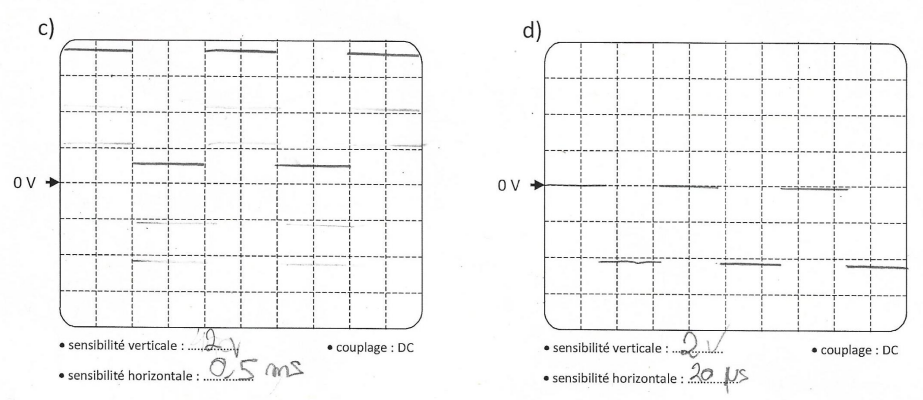 c)
0 V
• sensibilité verticale : 2 V
• couplage : DC
• sensibilité horizontale : 0,5 ms
d)
0 V
• sensibilité verticale : 2 V
• couplage : DC
• sensibilité horizontale : 20 µs